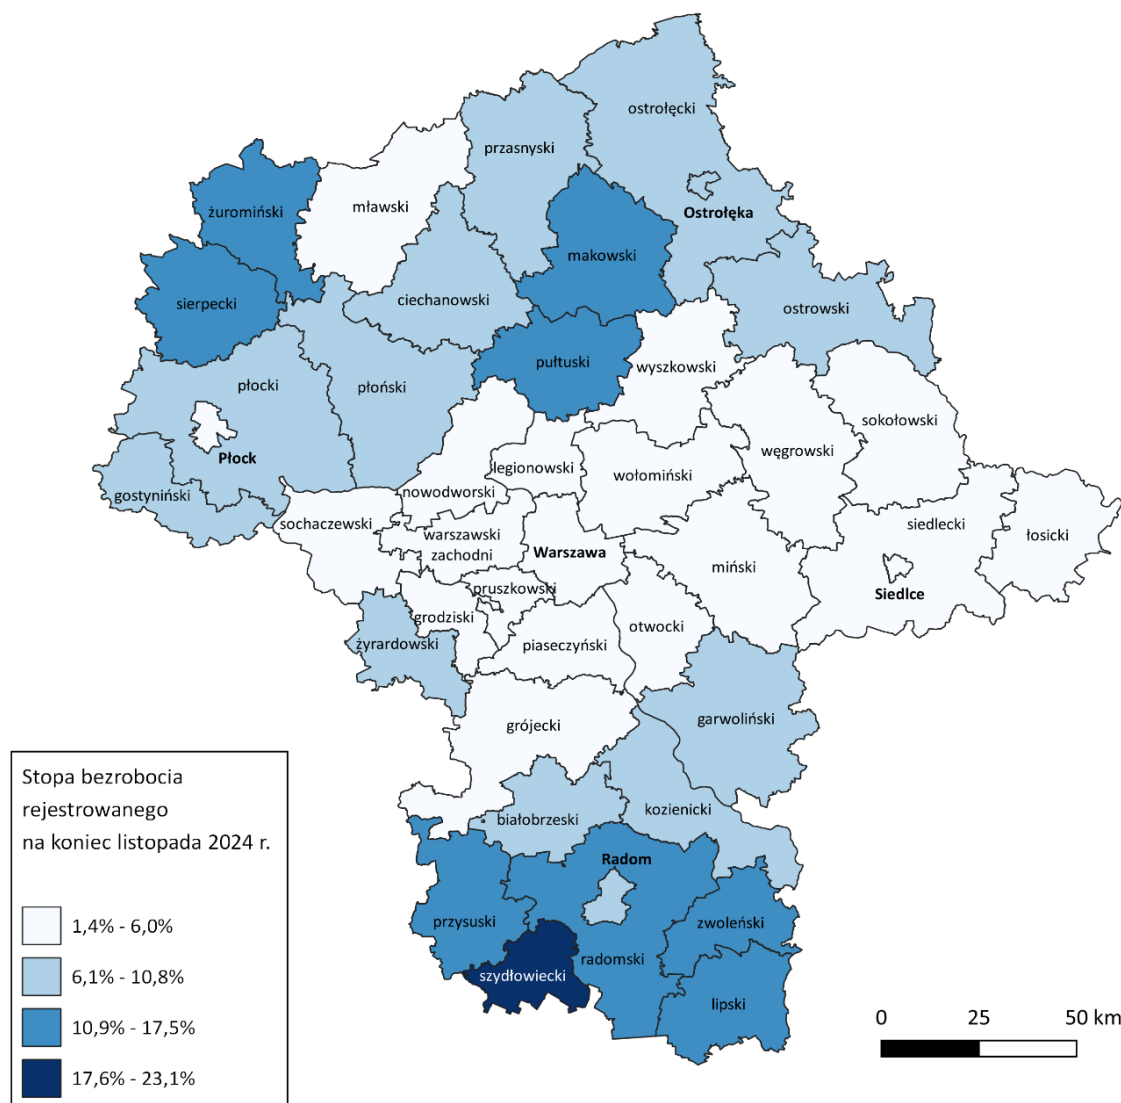 ostrołęcki
przasnyski
Ostrołęka
mławski
żuromiński
makowski
ciechanowski
sierpecki
ostrowski
pułtuski
wyszkowski
płocki
płoński
sokołowski
węgrowski
Płock
legionowski
wołomiński
gostyniński
nowodworski
sochaczewski
siedlecki
łosicki
warszawski
zachodni
Warszawa
miński
pruszkowski
Siedlce
grodziski
otwocki
żyrardowski
piaseczyński
garwoliński
grójecki
kozienicki
białobrzeski
Radom
przysuski
zwoleński
radomski
szydłowiecki
lipski
Stopa bezrobocia
rejestrowanego
na koniec listopada 2024 r.
1,4% - 6,0%
6,1% - 10,8%
10,9% - 17,5%
17,6% - 23,1%
0 25 50 km